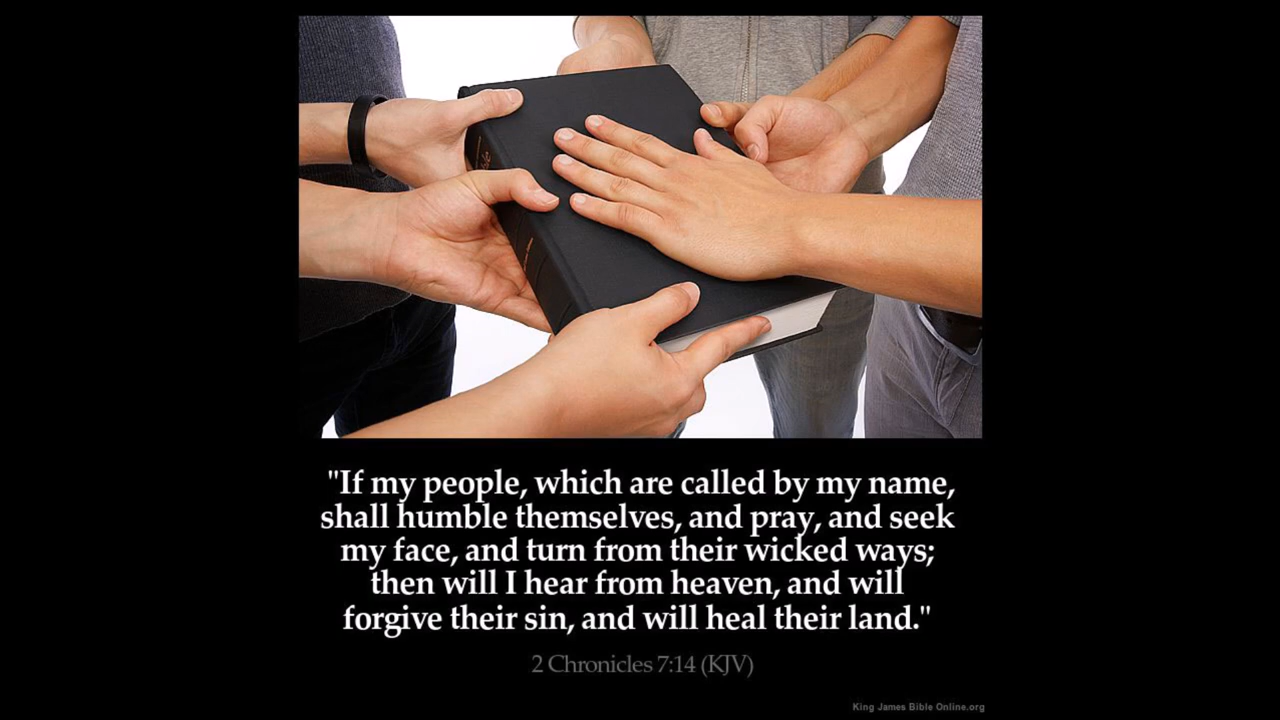 "If my people, which are called by my name,
shall humble themselves, and pray, and seek
my face, and turn from their wicked ways;
then will I hear from heaven, and will
forgive their sin, and will heal their land."
2 Chronicles 7:14 (KJV)
King James Bible Online.org